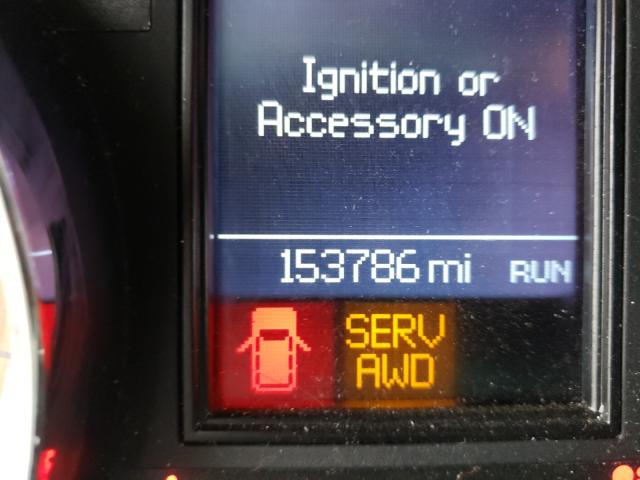 Ignition or
Accessory ON
153786 mi RUN
SERV
AWD